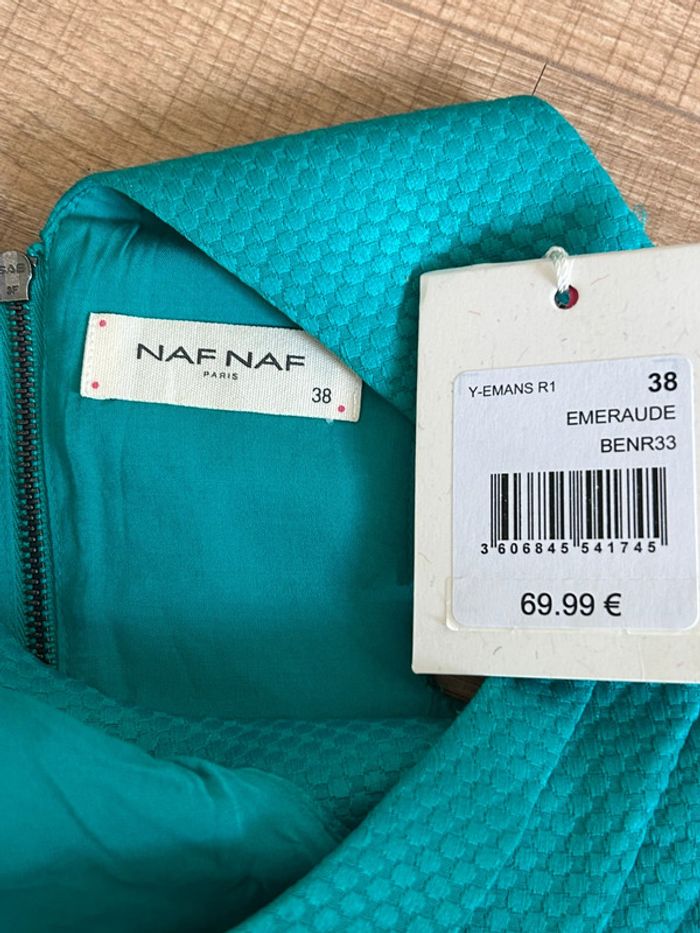 NAF NAF
PARIS
38
Y-EMANS R1
38
EMERAUDE
BENR33
3 606845 541745
69.99 €